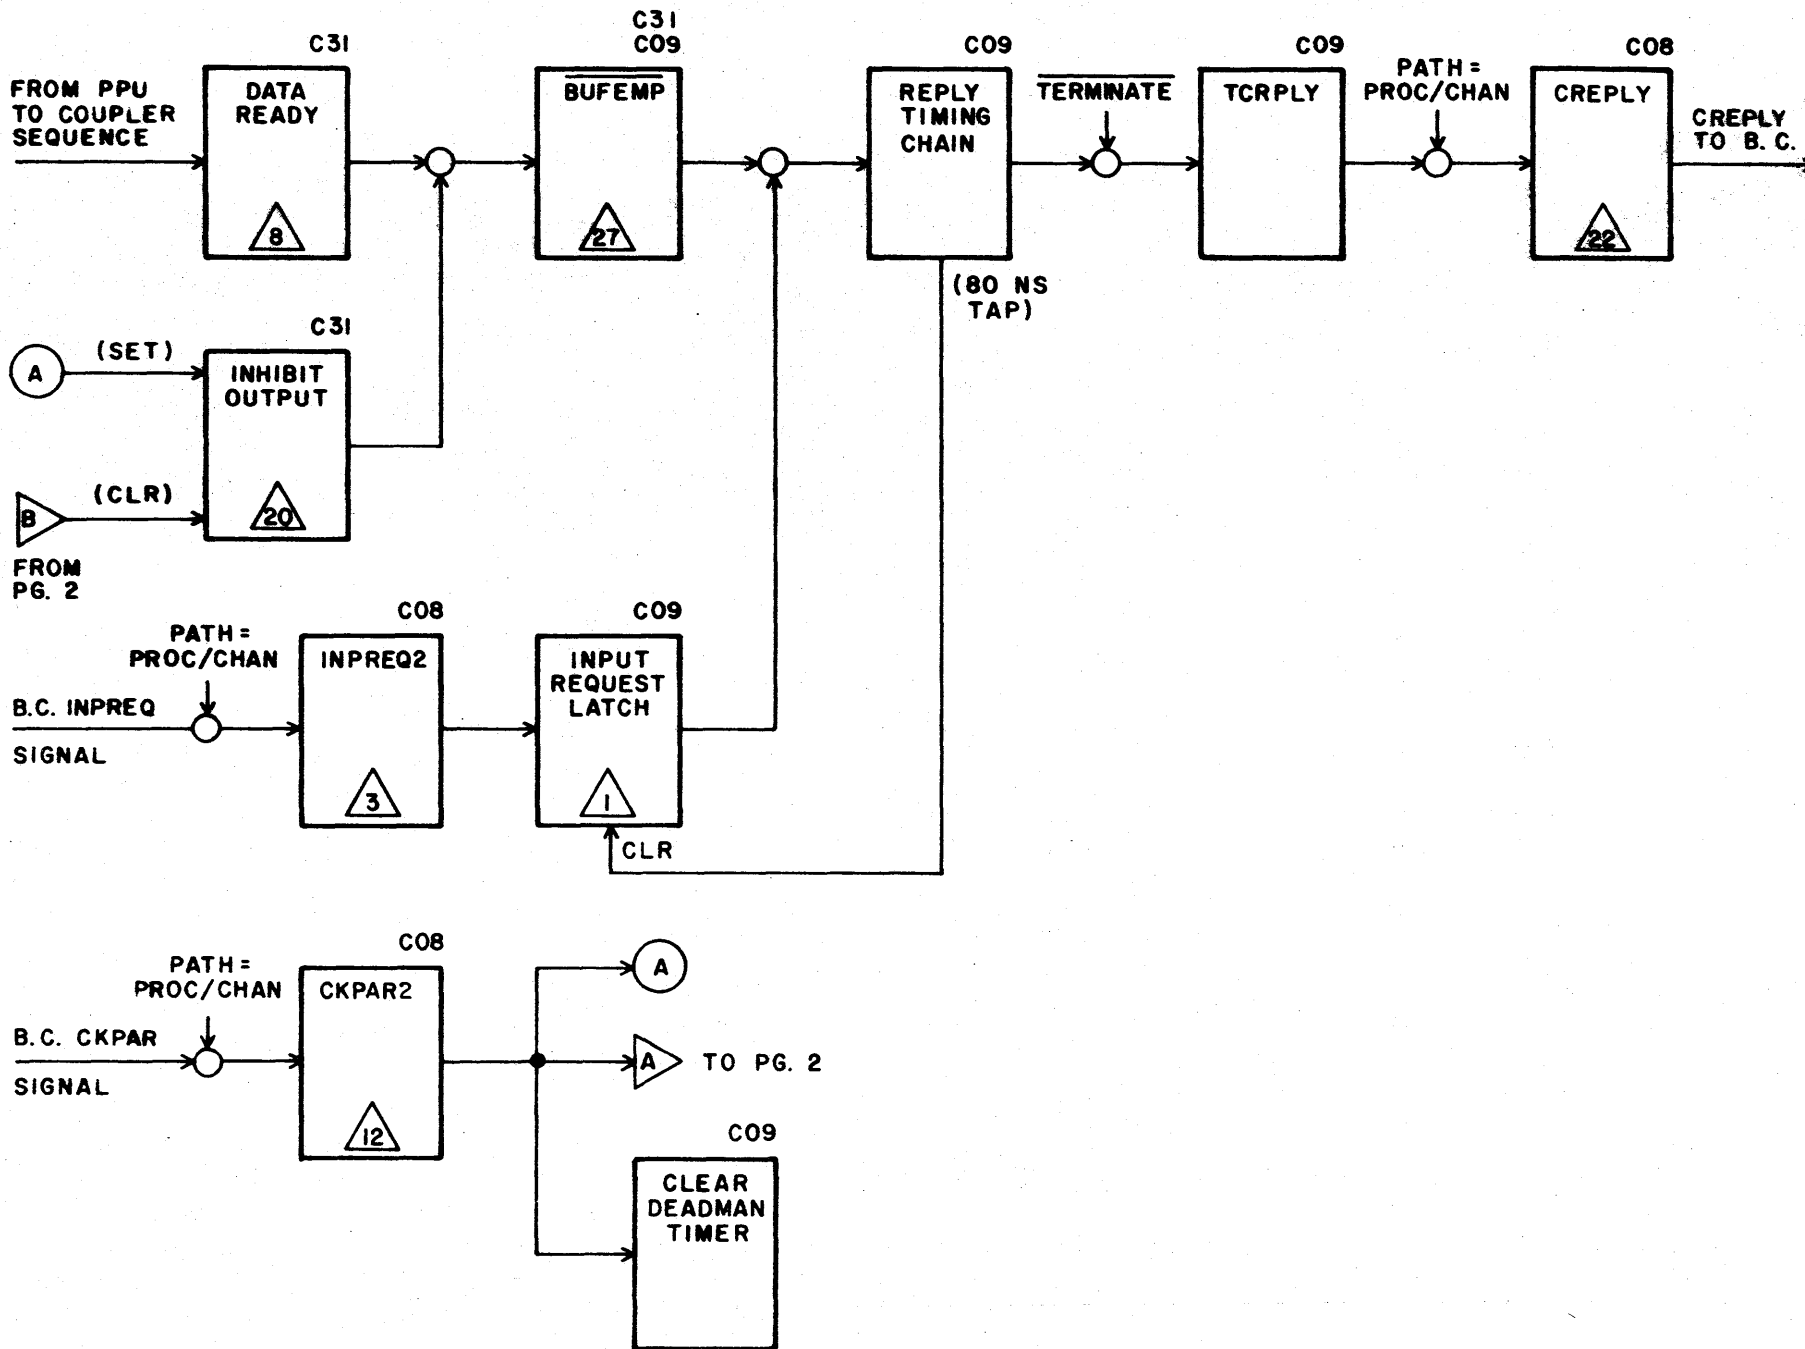 C31
C31
C09
C09
C09
C08
FROM PPU
TO COUPLER
SEQUENCE
DATA
READY
8
BUFEMP
27
REPLY
TIMING
CHAIN
(80 NS
TAP)
TERMINATE
TCRPLY
PATH =
PROC/CHAN
CREPLY
22
CREPLY
TO B.C.
C31
A
(SET)
INHIBIT
OUTPUT
20
B
(CLR)
FROM
PG. 2
C08
C09
PATH =
PROC/CHAN
B.C. INPREQ
SIGNAL
INPREQ2
3
INPUT
REQUEST
LATCH
1
CLR
C08
PATH =
PROC/CHAN
B.C. CKPAR
SIGNAL
CKPAR2
12
A
A
TO PG. 2
C09
CLEAR
DEADMAN
TIMER